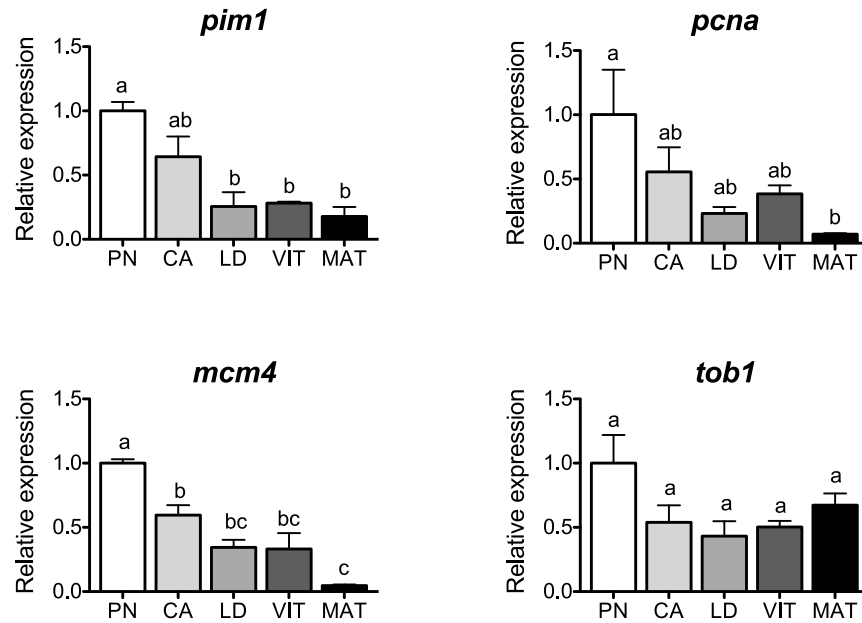 pim1
Relative expression
1.5
1.0
0.5
0.0
a
ab
b
b
b
PN CA LD VIT MAT
pcna
Relative expression
1.5
1.0
0.5
0.0
a
ab
ab
ab
b
PN CA LD VIT MAT
mcm4
Relative expression
1.5
1.0
0.5
0.0
a
b
bc
bc
c
PN CA LD VIT MAT
tob1
Relative expression
1.5
1.0
0.5
0.0
a
a
a
a
a
PN CA LD VIT MAT